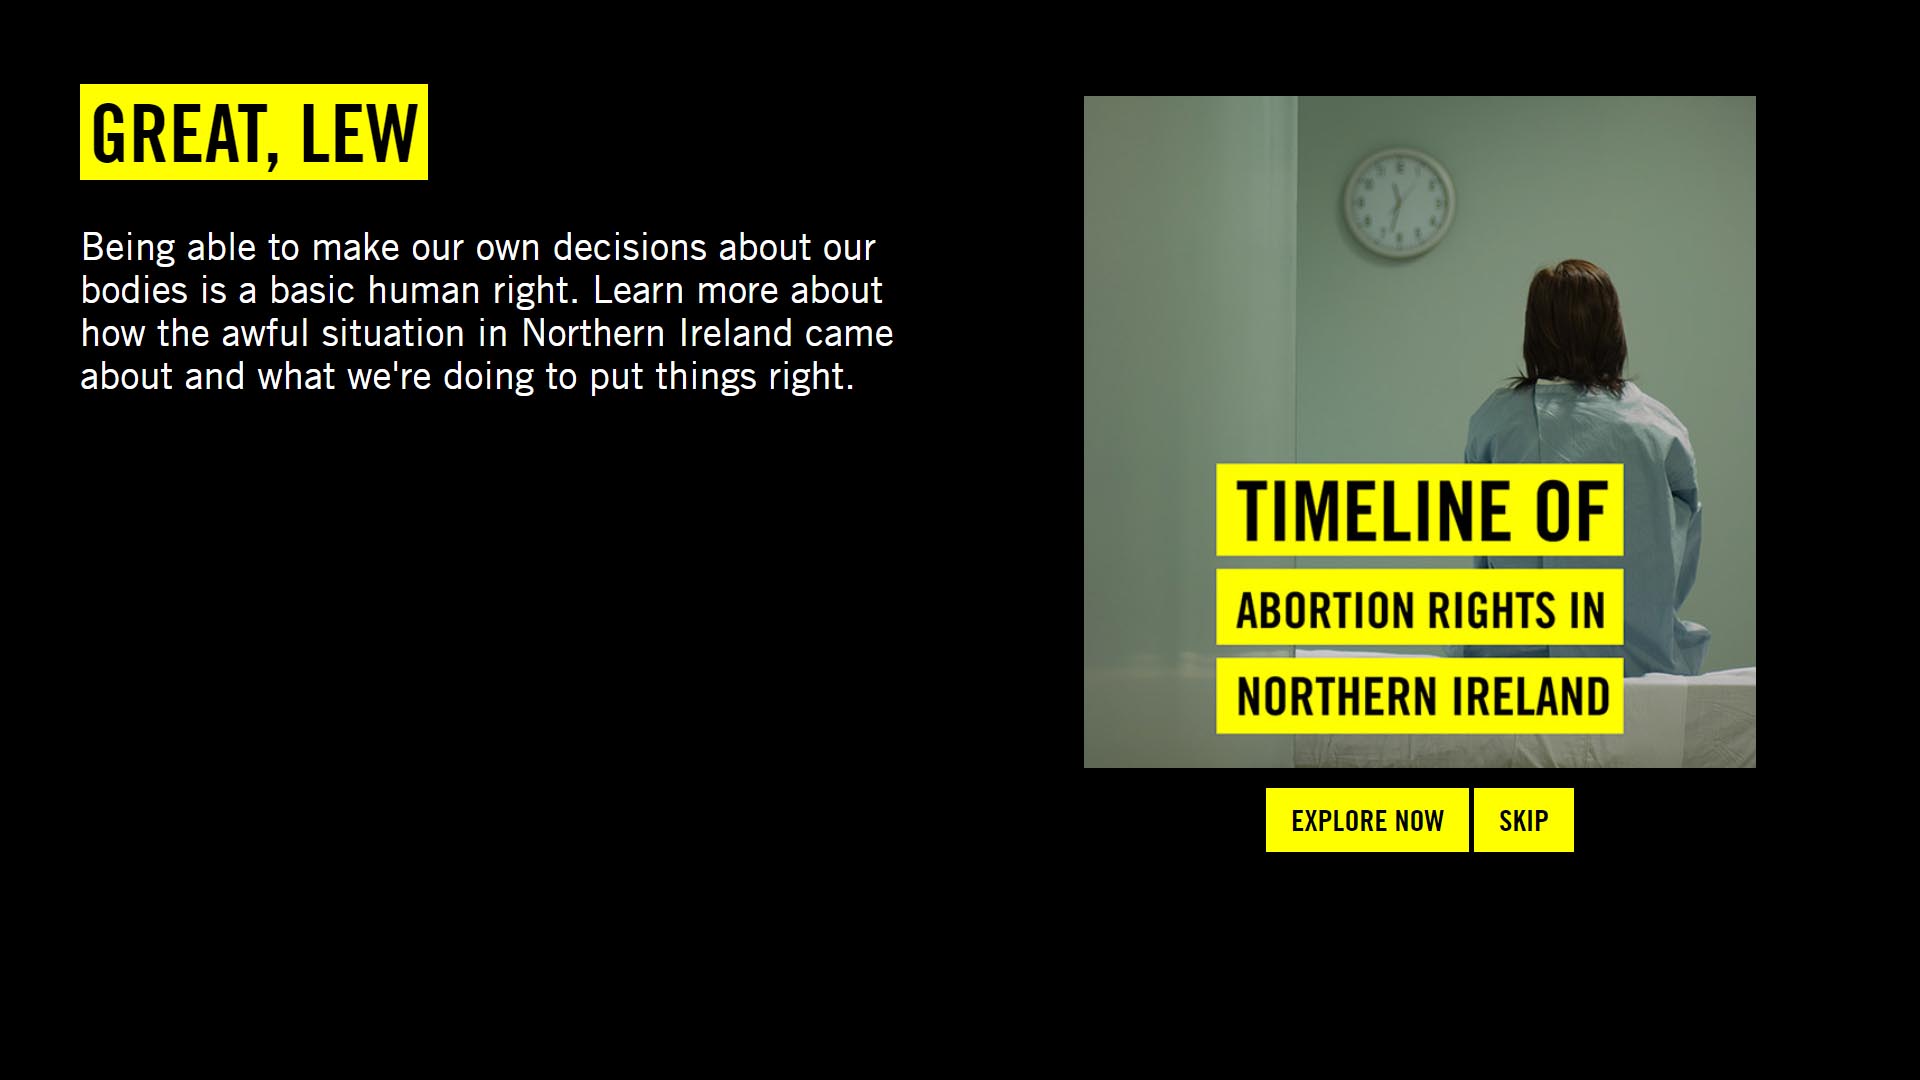 GREAT, LEW
Being able to make our own decisions about our
bodies is a basic human right. Learn more about
how the awful situation in Northern Ireland came
about and what we're doing to put things right.
TIMELINE OF
ABORTION RIGHTS IN
NORTHERN IRELAND
EXPLORE NOW
SKIP